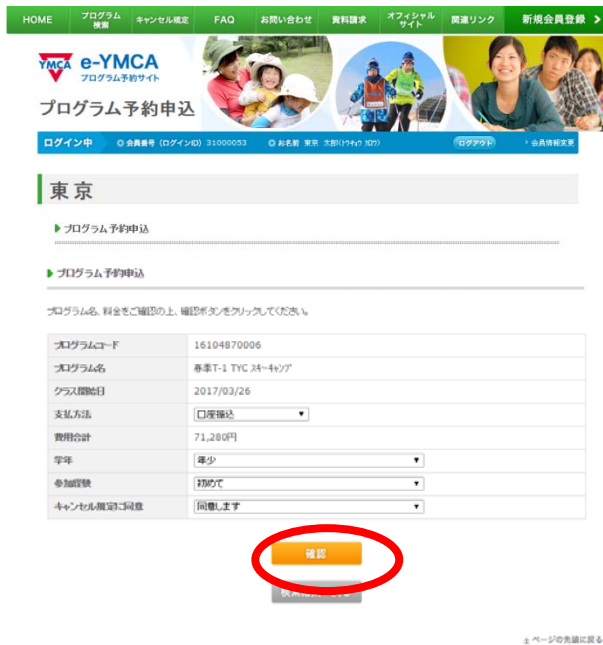 HOME プログラム検索 キャンセル規定 FAQ お問い合わせ 資料請求 オフィシャルサイト 関連リンク 新規会員登録
YMCA e-YMCA
プログラム予約サイト
プログラム予約申込
ログイン中 会員番号（ログインID）31000053 お名前 東京 太郎(ﾄｳｷｮｳ ﾀﾛｳ) ログアウト 会員情報変更
東京
プログラム予約申込
プログラム予約申込
プログラム名、料金をご確認の上、確認ボタンをクリックしてください。
プログラムコード 16104870006
プログラム名 春季T-1 TYC ｽｷｰｷｬﾝﾌﾟ
クラス開始日 2017/03/26
支払方法 口座振込
費用合計 71,280円
学年 年少
参加経験 初めて
キャンセル規定に同意 同意します
確認
ページの先頭に戻る